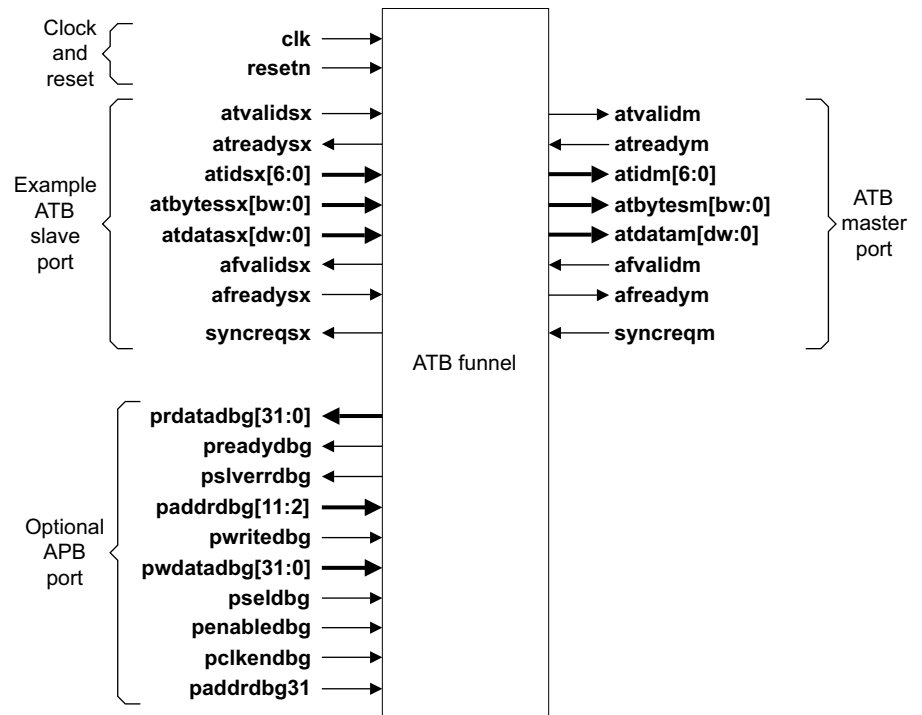 Clock
and
reset
clk
resetn
Example
ATB
slave
port
atvalidsx
atreadysx
atidsx[6:0]
atbytessx[bw:0]
atdatasx[dw:0]
afvalidsx
afreadysx
syncreqsx
ATB funnel
atvalidm
atreadym
atidm[6:0]
atbytesm[bw:0]
atdatam[dw:0]
afvalidm
afreadym
syncreqm
ATB
master
port
Optional
APB
port
prdatadbg[31:0]
preadydbg
pslverrdbg
paddrdbg[11:2]
pwritedbg
pwdatadbg[31:0]
pseldbg
penabledbg
pclkendbg
paddrdbg31